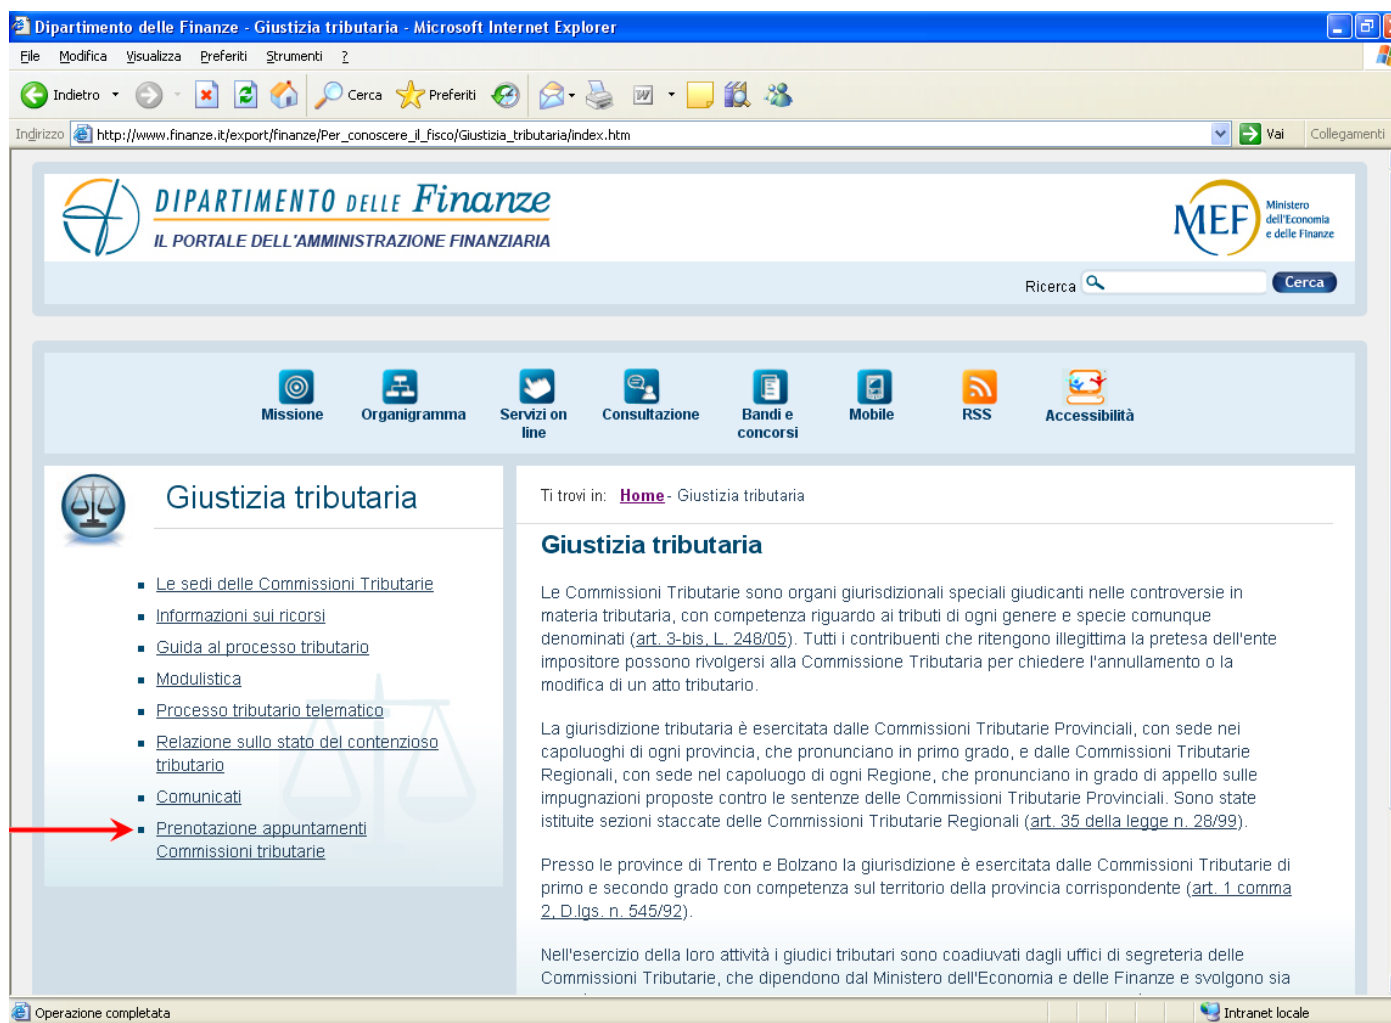 Dipartimento delle Finanze - Giustizia tributaria - Microsoft Internet Explorer
File Modifica Visualizza Preferiti Strumenti ?
Indietro Cerca Preferiti
Indirizzo http://www.finanze.it/export/finanze/Per_conoscere_il_fisco/Giustizia_tributaria/index.htm Vai Collegamenti
DIPARTIMENTO DELLE Finanze
IL PORTALE DELL'AMMINISTRAZIONE FINANZIARIA
MEF Ministero
dell'Economia
e delle Finanze
Ricerca Cerca
Missione Organigramma Servizi on line Consultazione Bandi e concorsi Mobile RSS Accessibilità
Giustizia tributaria
Le sedi delle Commissioni Tributarie
Informazioni sui ricorsi
Guida al processo tributario
Modulistica
Processo tributario telematico
Relazione sullo stato del contenzioso
tributario
Comunicati
Prenotazione appuntamenti
Commissioni tributarie
Ti trovi in: Home - Giustizia tributaria
Giustizia tributaria
Le Commissioni Tributarie sono organi giurisdizionali speciali giudicanti nelle controversie in
materia tributaria, con competenza riguardo ai tributi di ogni genere e specie comunque
denominati (art. 3-bis, L. 248/05). Tutti i contribuenti che ritengono illegittima la pretesa dell'ente
impositore possono rivolgersi alla Commissione Tributaria per chiedere l'annullamento o la
modifica di un atto tributario.
La giurisdizione tributaria è esercitata dalle Commissioni Tributarie Provinciali, con sede nei
capoluoghi di ogni provincia, che pronunciano in primo grado, e dalle Commissioni Tributarie
Regionali, con sede nel capoluogo di ogni Regione, che pronunciano in grado di appello sulle
impugnazioni proposte contro le sentenze delle Commissioni Tributarie Provinciali. Sono state
istituite sezioni staccate delle Commissioni Tributarie Regionali (art. 35 della legge n. 28/99).
Presso le province di Trento e Bolzano la giurisdizione è esercitata dalle Commissioni Tributarie di
primo e secondo grado con competenza sul territorio della provincia corrispondente (art. 1 comma
2, D.lgs. n. 545/92).
Nell'esercizio della loro attività i giudici tributari sono coadiuvati dagli uffici di segreteria delle
Commissioni Tributarie, che dipendono dal Ministero dell'Economia e delle Finanze e svolgono sia
Operazione completata Intranet locale